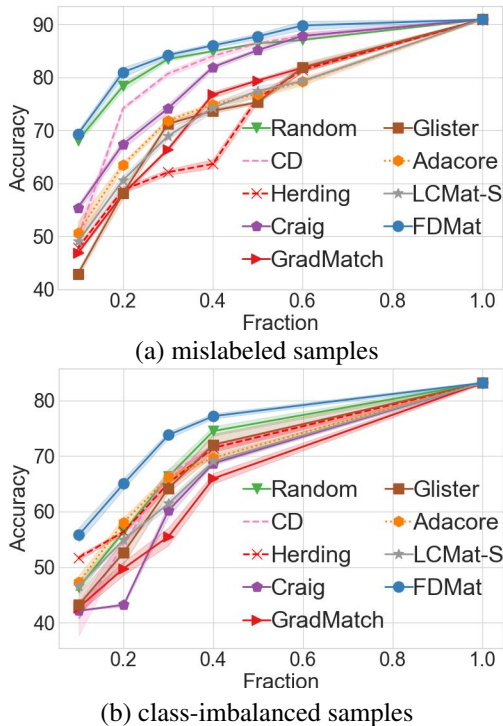 90
80
70
60
50
40
Accuracy
Random
Glister
CD
Adacore
Herding
LCMat-S
Craig
FDMat
GradMatch
0.2 0.4 0.6 0.8 1.0
Fraction
(a) mislabeled samples
80
70
60
50
40
Accuracy
Random
Glister
CD
Adacore
Herding
LCMat-S
Craig
FDMat
GradMatch
0.2 0.4 0.6 0.8 1.0
Fraction
(b) class-imbalanced samples